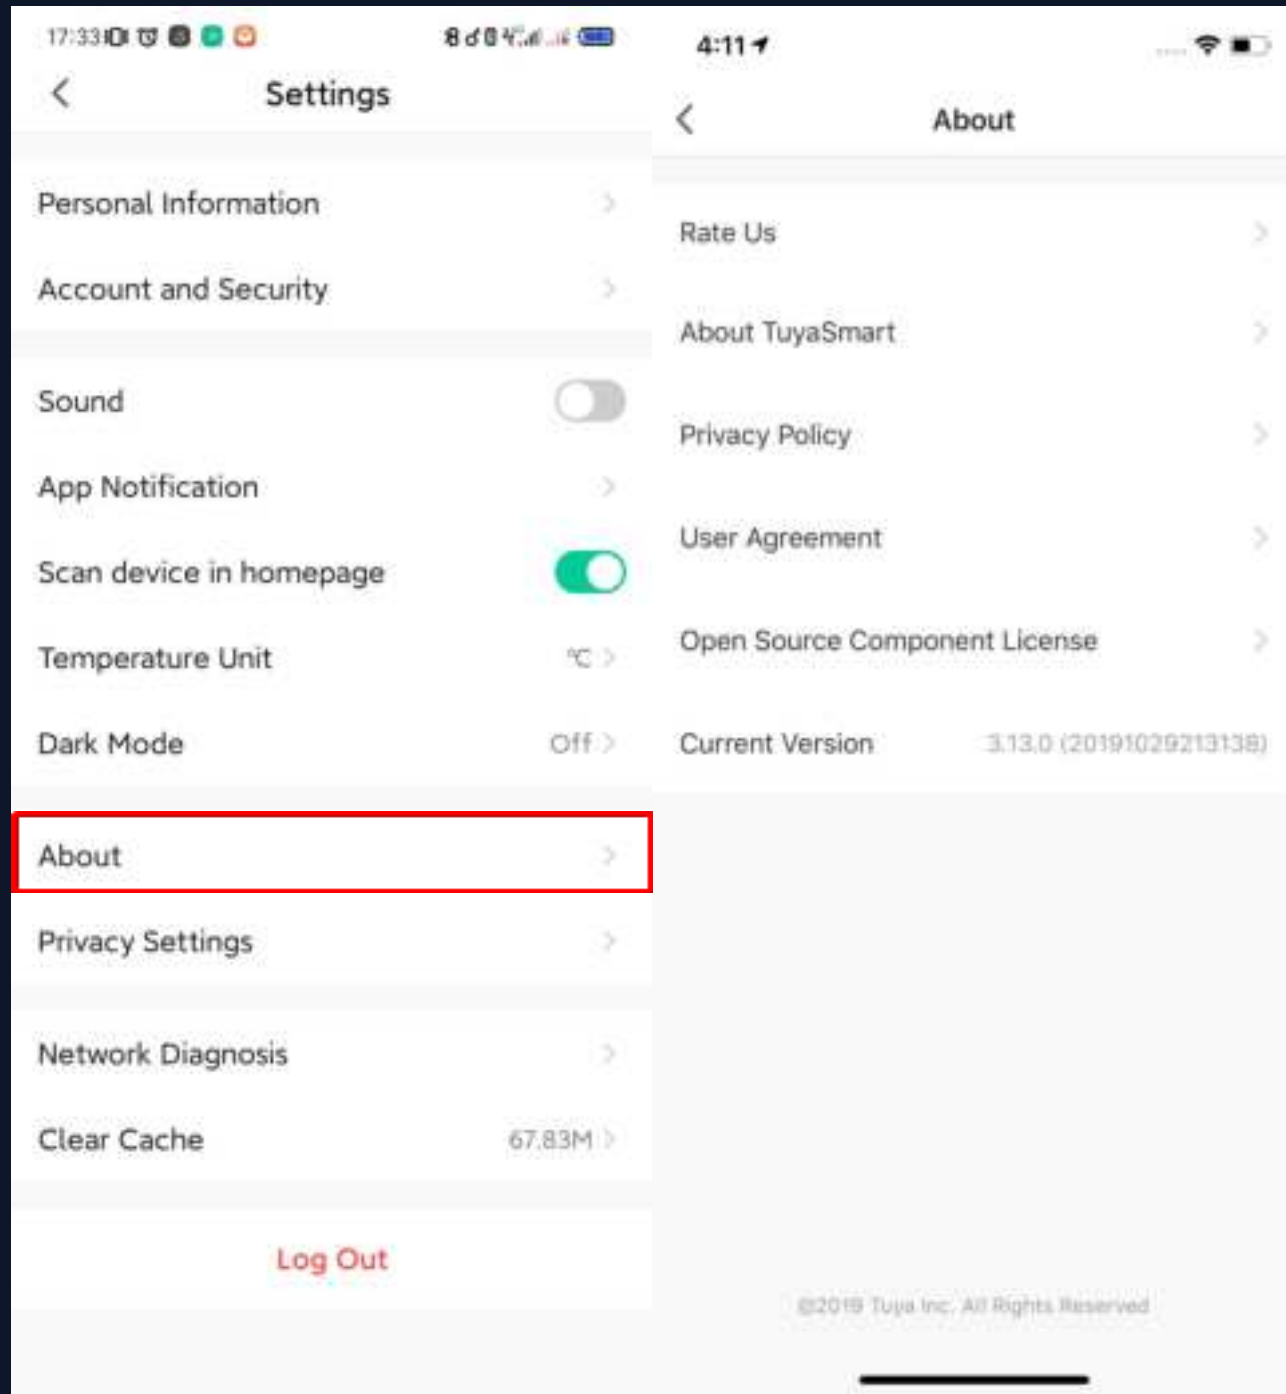 17:33
Settings
Personal Information
Account and Security
Sound
App Notification
Scan device in homepage
Temperature Unit °C
Dark Mode Off
About
Privacy Settings
Network Diagnosis
Clear Cache 67.83M
Log Out
4:11
About
Rate Us
About TuyaSmart
Privacy Policy
User Agreement
Open Source Component License
Current Version 3.13.0 (20191029213138)
©2019 Tuya Inc. All Rights Reserved